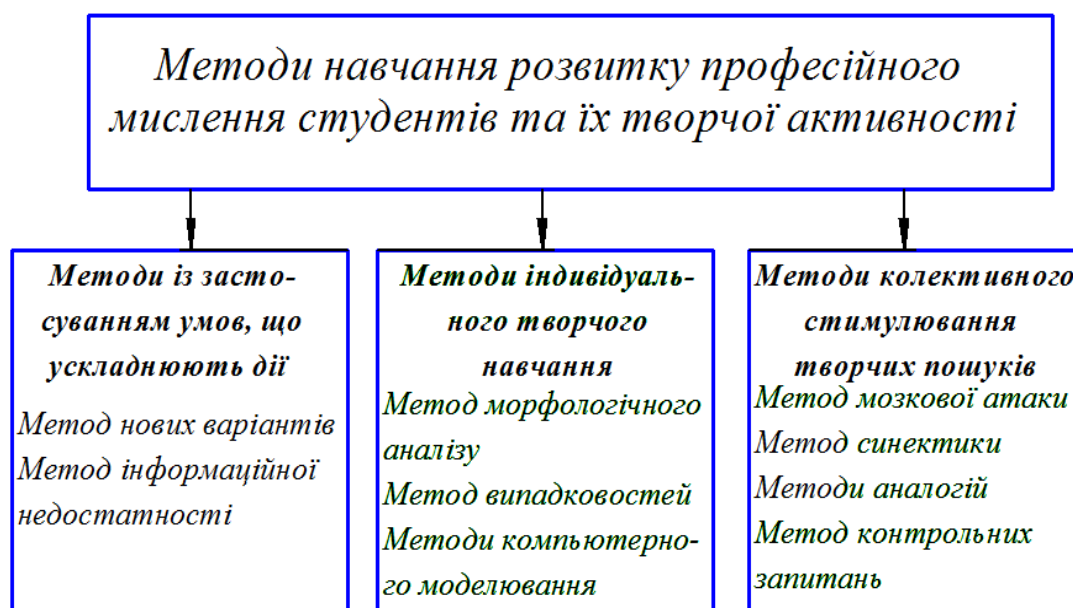 Методи навчання розвитку професійного
мислення студентів та їх творчої активності
Методи із засто-
суванням умов, що
ускладнюють дії
Метод нових варіантів
Метод інформаційної
недостатності
Методи індивідуаль-
ного творчого
навчання
Метод морфологічного
аналізу
Метод випадковостей
Методи компьютерно-
го моделювання
Методи колективного
стимулювання
творчих пошуків
Метод мозкової атаки
Метод синектики
Методи аналогій
Метод контрольних
запитань